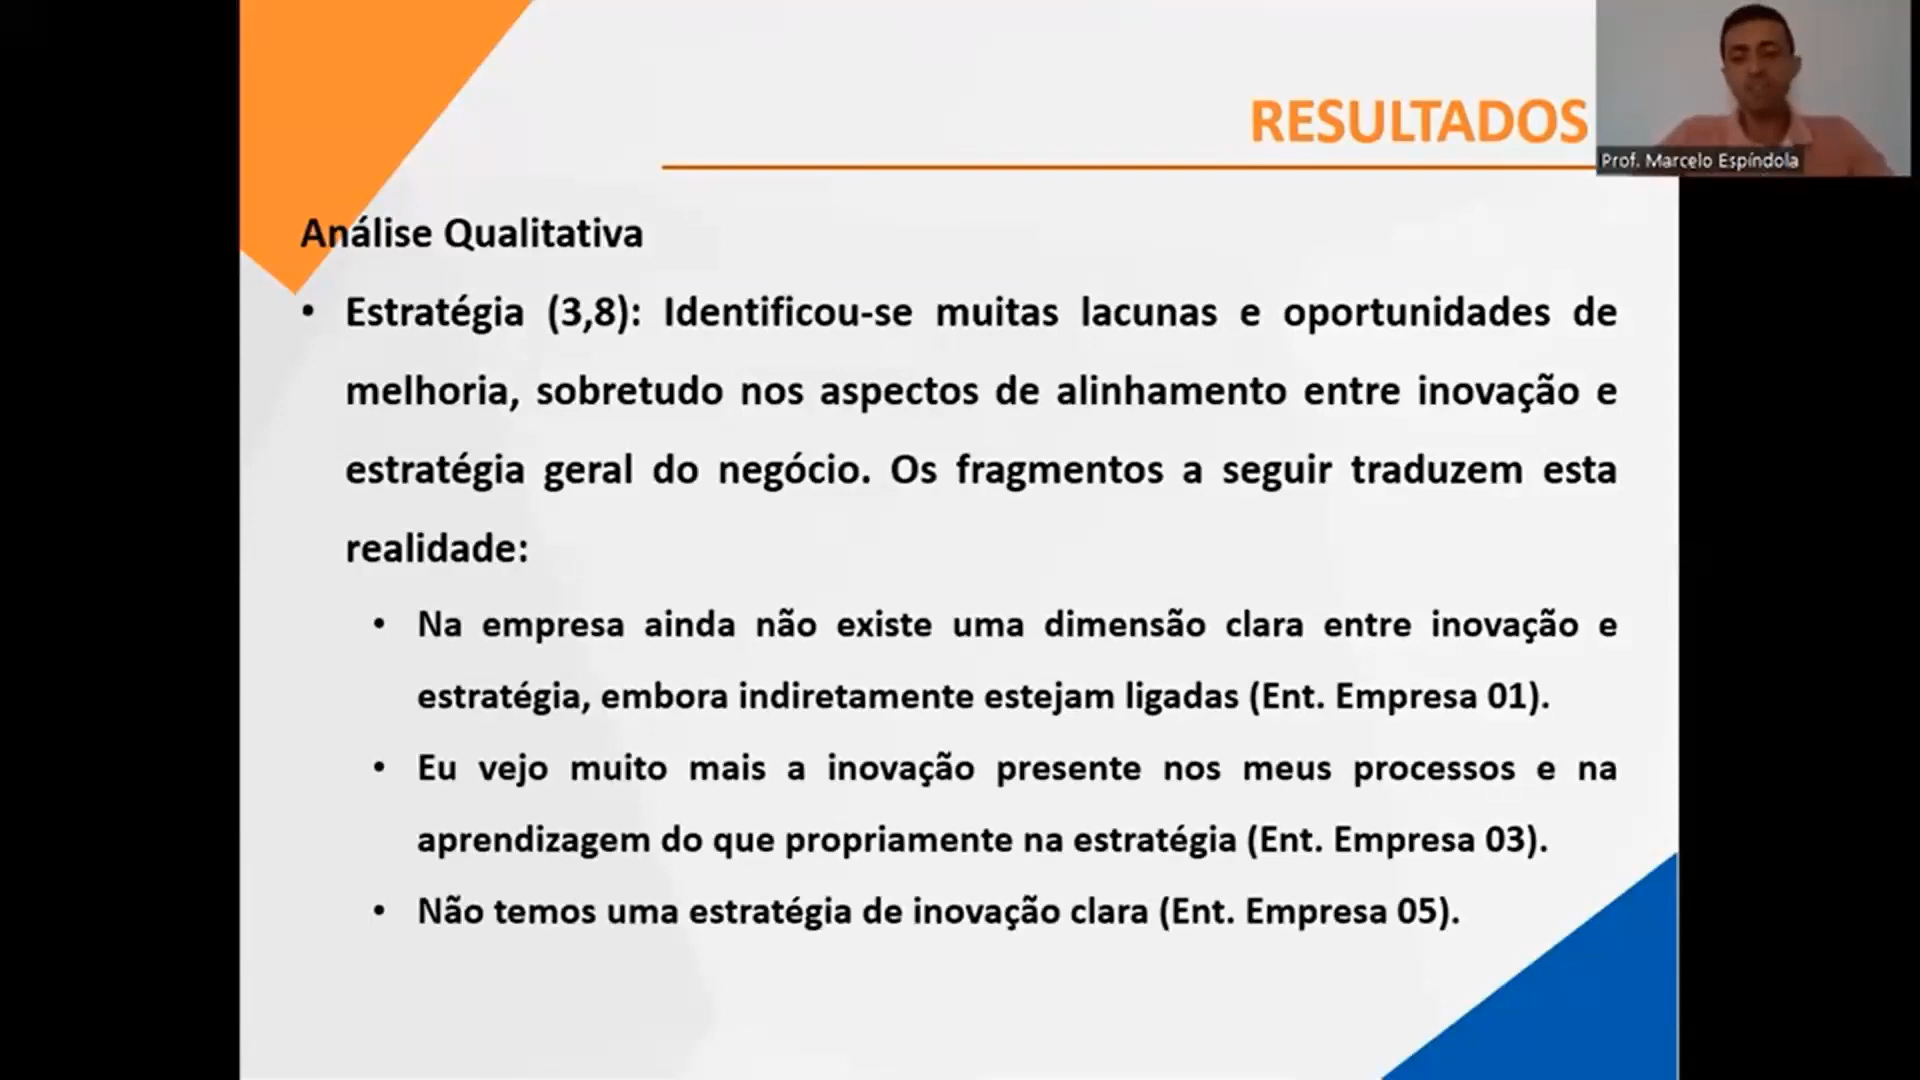 RESULTADOS
Prof. Marcelo Espíndola
Análise Qualitativa
• Estratégia (3,8): Identificou-se muitas lacunas e oportunidades de
melhoria, sobretudo nos aspectos de alinhamento entre inovação e
estratégia geral do negócio. Os fragmentos a seguir traduzem esta
realidade:
• Na empresa ainda não existe uma dimensão clara entre inovação e
estratégia, embora indiretamente estejam ligadas (Ent. Empresa 01).
• Eu vejo muito mais a inovação presente nos meus processos e na
aprendizagem do que propriamente na estratégia (Ent. Empresa 03).
• Não temos uma estratégia de inovação clara (Ent. Empresa 05).